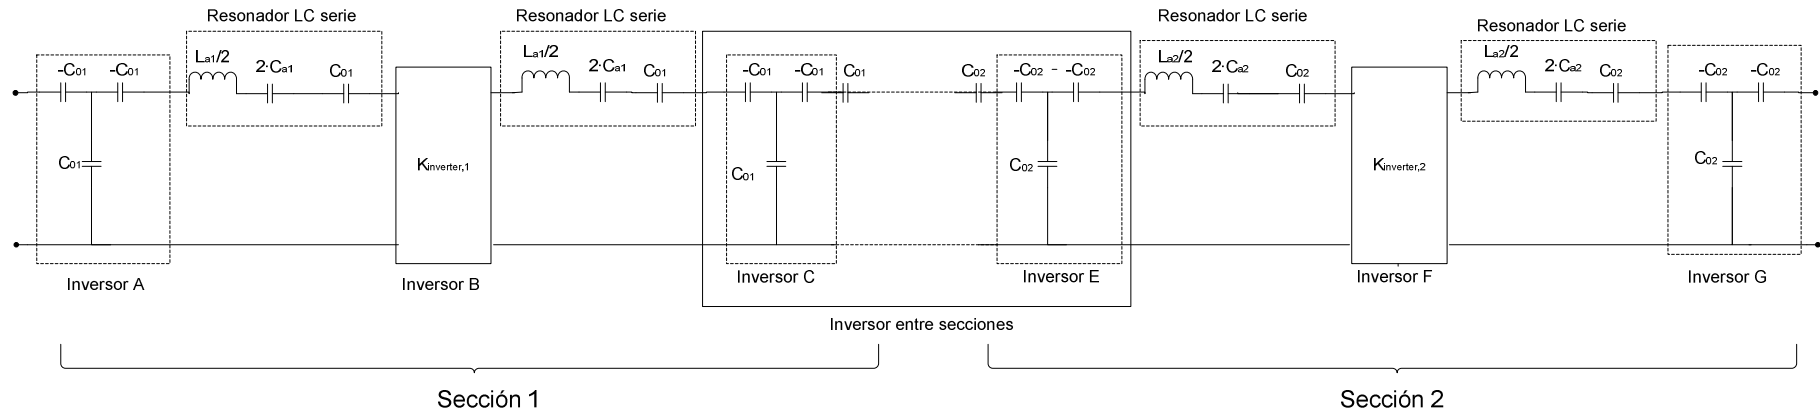 Resonador LC serie
Resonador LC serie
Resonador LC serie
Resonador LC serie
-C01 -C01
La1/2 2·Ca1 C01
La1/2 2·Ca1 C01
-C01 -C01 C01
C02 -C02 - -C02
La2/2 2·Ca2 C02
La2/2 2·Ca2 C02
-C02 -C02
C01
Kinverter,1
C01
C02
Kinverter,2
C02
Inversor A
Inversor B
Inversor C
Inversor E
Inversor F
Inversor G
Inversor entre secciones
Sección 1
Sección 2